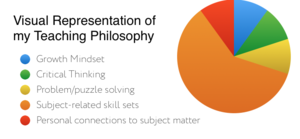 Visual Representation of
my Teaching Philosophy
Growth Mindset
Critical Thinking
Problem/puzzle solving
Subject-related skill sets
Personal connections to subject matter